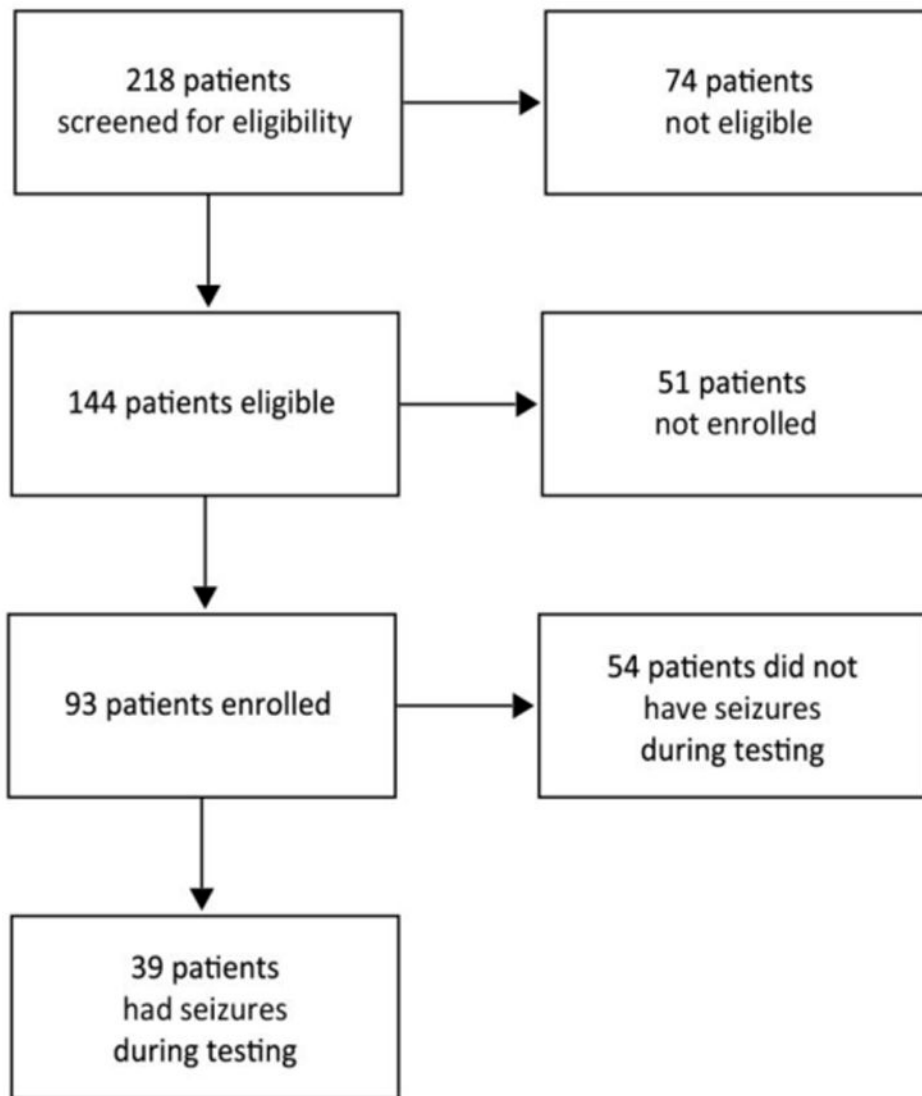 218 patients
screened for eligibility
74 patients
not eligible
144 patients eligible
51 patients
not enrolled
93 patients enrolled
54 patients did not
have seizures
during testing
39 patients
had seizures
during testing